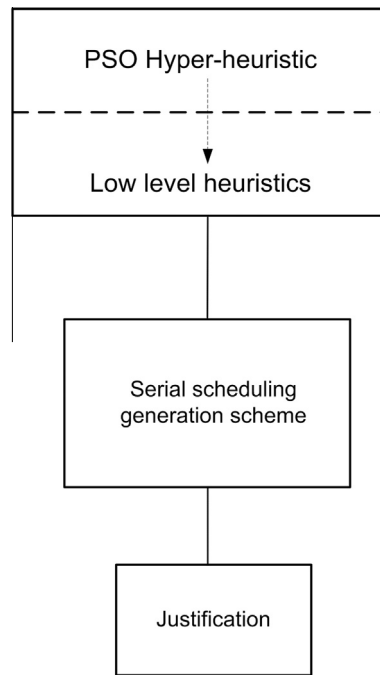 PSO Hyper-heuristic
Low level heuristics
Serial scheduling
generation scheme
Justification